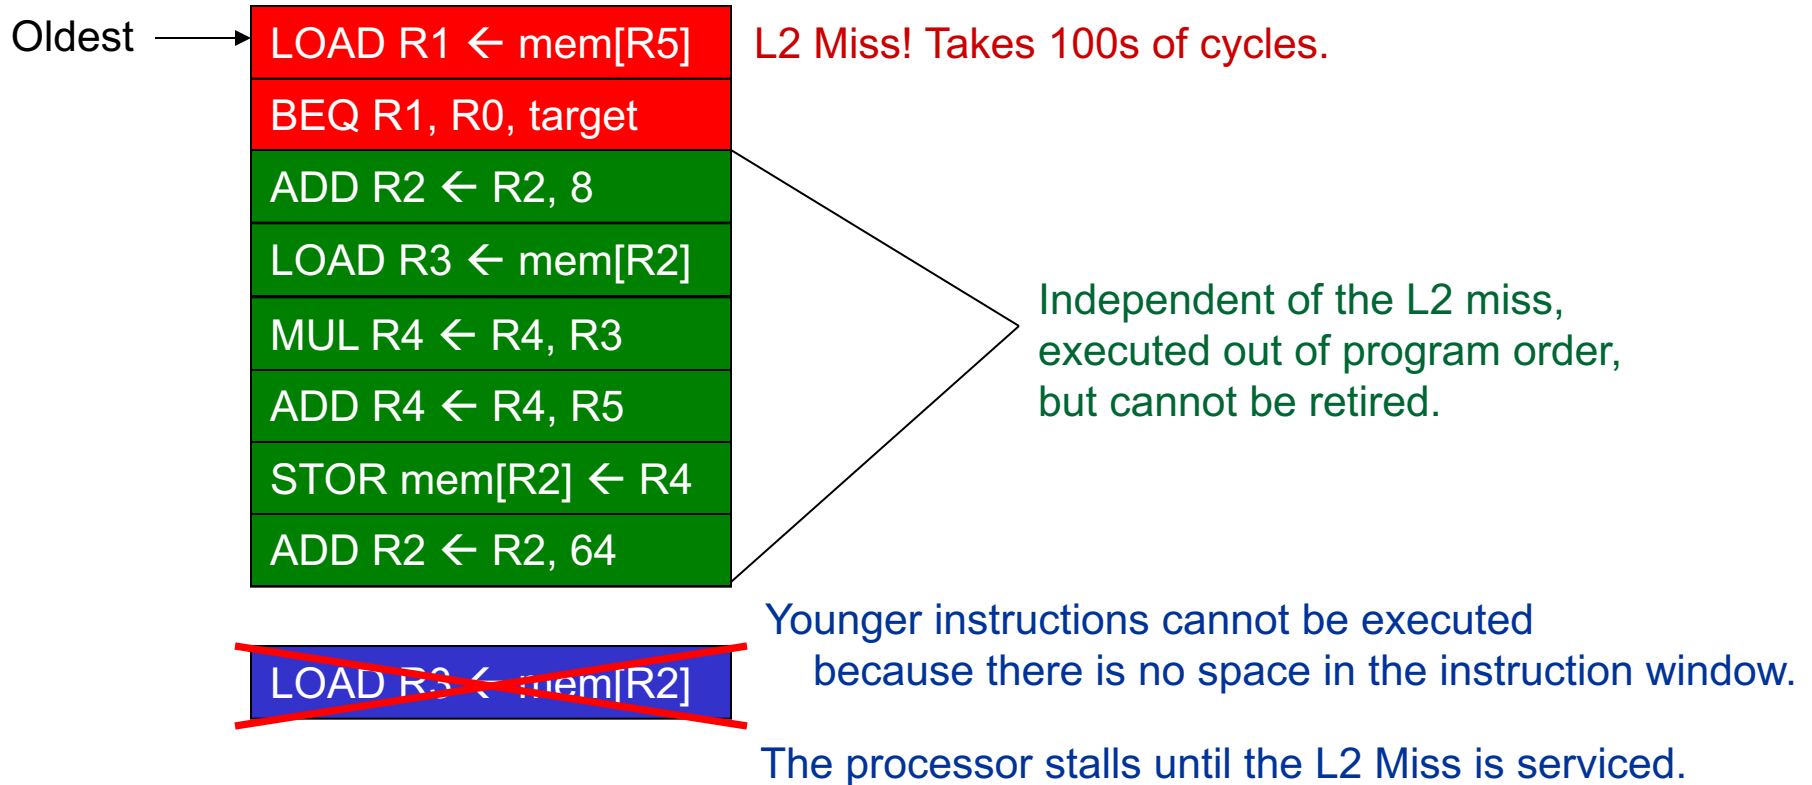 Oldest
LOAD R1 ← mem[R5]
L2 Miss! Takes 100s of cycles.
BEQ R1, R0, target
ADD R2 ← R2, 8
LOAD R3 ← mem[R2]
MUL R4 ← R4, R3
ADD R4 ← R4, R5
STOR mem[R2] ← R4
ADD R2 ← R2, 64
Independent of the L2 miss,
executed out of program order,
but cannot be retired.
LOAD R3 ← mem[R2]
Younger instructions cannot be executed
because there is no space in the instruction window.
The processor stalls until the L2 Miss is serviced.